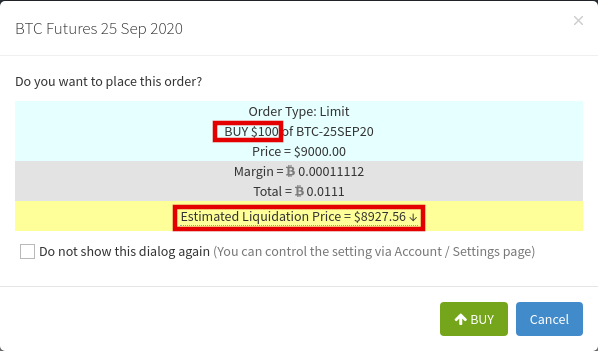 BTC Futures 25 Sep 2020
×
Do you want to place this order?
Order Type: Limit
BUY $100 of BTC-25SEP20
Price = $9000.00
Margin = ₿ 0.00011112
Total = ₿ 0.0111
Estimated Liquidation Price = $8927.56 ↓
Do not show this dialog again (You can control the setting via Account / Settings page)
↑ BUY Cancel